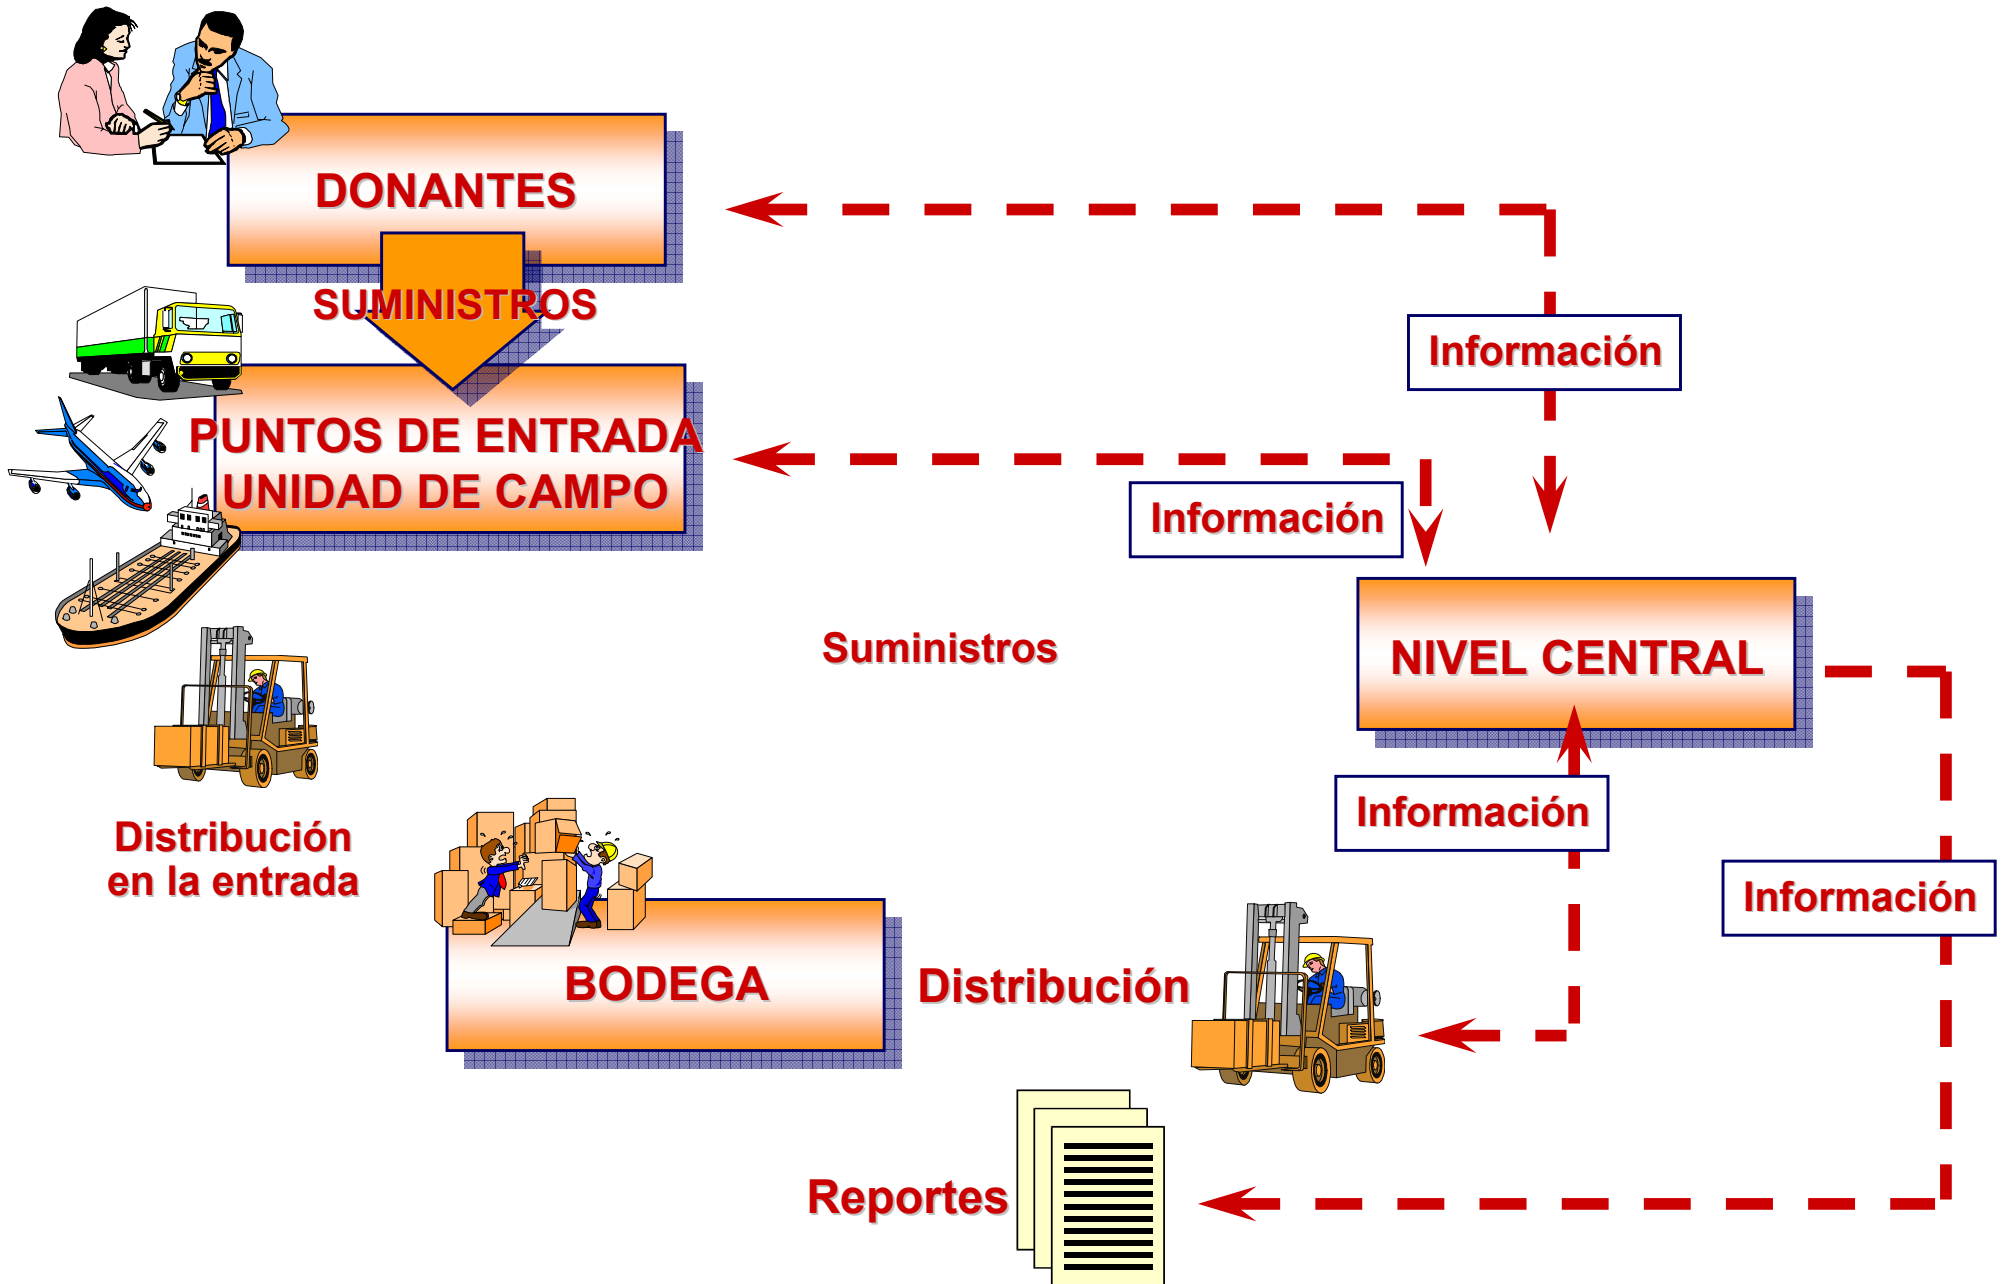 DONANTES
SUMINISTROS
Información
PUNTOS DE ENTRADA
UNIDAD DE CAMPO
Información
Suministros
NIVEL CENTRAL
Información
Distribución
en la entrada
Información
BODEGA
Distribución
Reportes